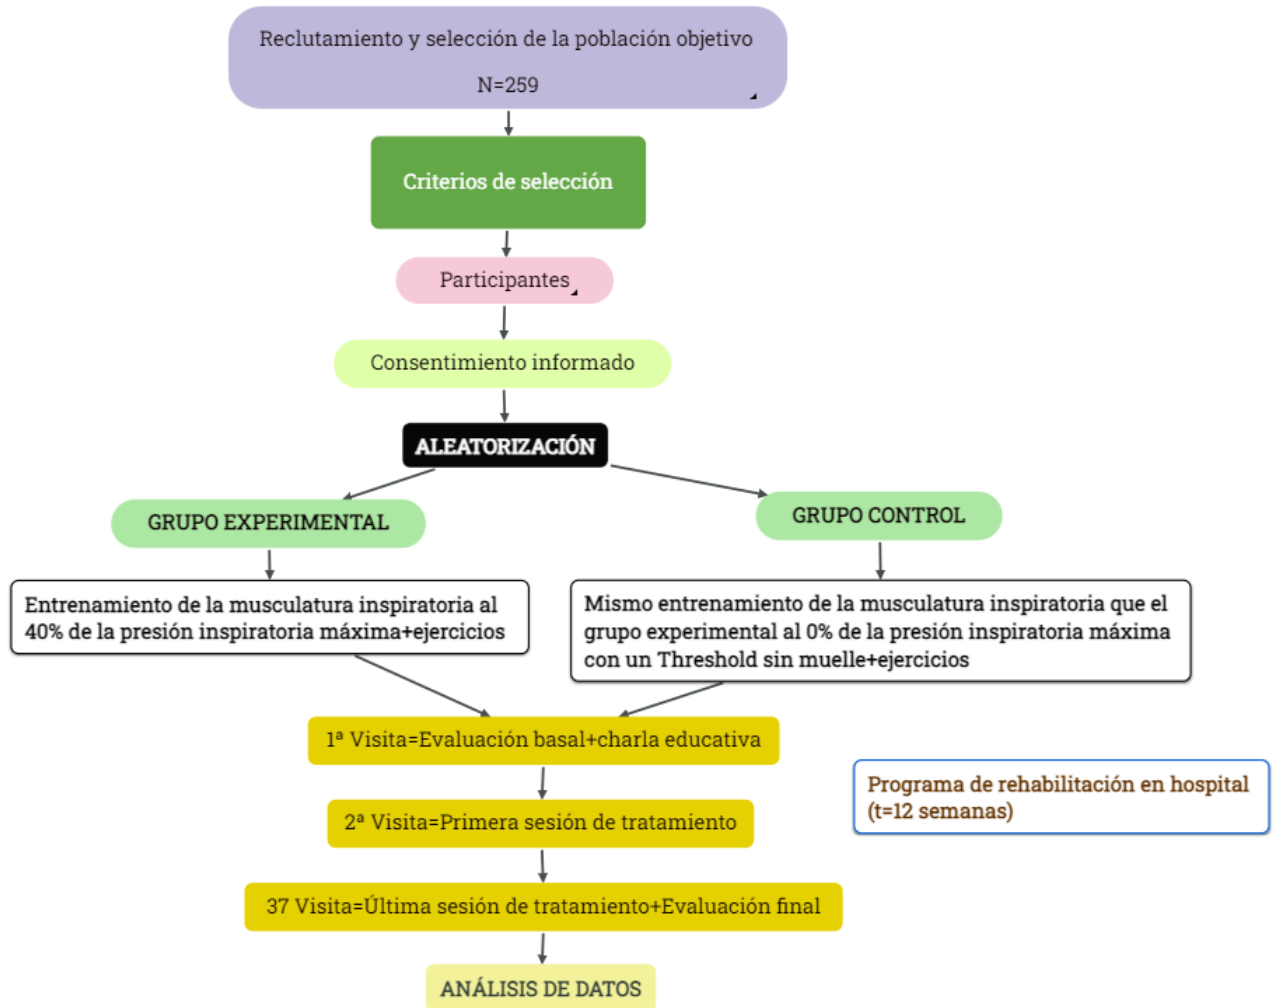 Reclutamiento y selección de la población objetivo
N=259
Criterios de selección
Participantes
Consentimiento informado
ALEATORIZACIÓN
GRUPO EXPERIMENTAL
GRUPO CONTROL
Entrenamiento de la musculatura inspiratoria al
40% de la presión inspiratoria máxima+ejercicios
Mismo entrenamiento de la musculatura inspiratoria que el
grupo experimental al 0% de la presión inspiratoria máxima
con un Threshold sin muelle+ejercicios
1ª Visita=Evaluación basal+charla educativa
Programa de rehabilitación en hospital
(t=12 semanas)
2ª Visita=Primera sesión de tratamiento
37 Visita=Última sesión de tratamiento+Evaluación final
ANÁLISIS DE DATOS